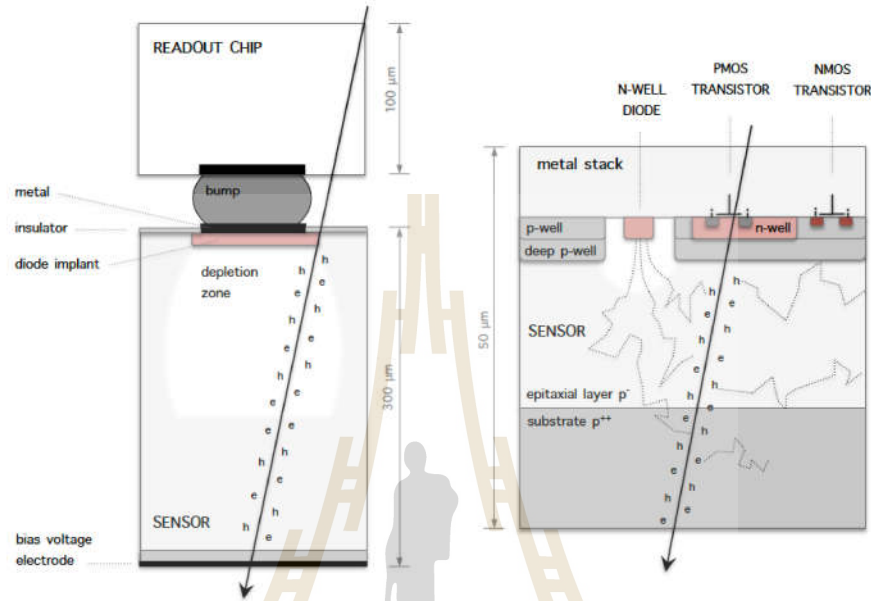 READOUT CHIP
100 μm
bump
metal
insulator
diode implant
depletion
zone
h
e
h
e
h
e
h
e
h
e
h
e
e
e
h
h
e
h
h
e
300 μm
SENSOR
bias voltage
electrode
N-WELL
DIODE
PMOS
TRANSISTOR
NMOS
TRANSISTOR
metal stack
p-well
n-well
deep p-well
50 μm
SENSOR
h
e
h
e
h
e
h
e
h
e
epitaxial layer p⁻
substrate p⁺⁺
e
h
h
e
e
h
h
e
e